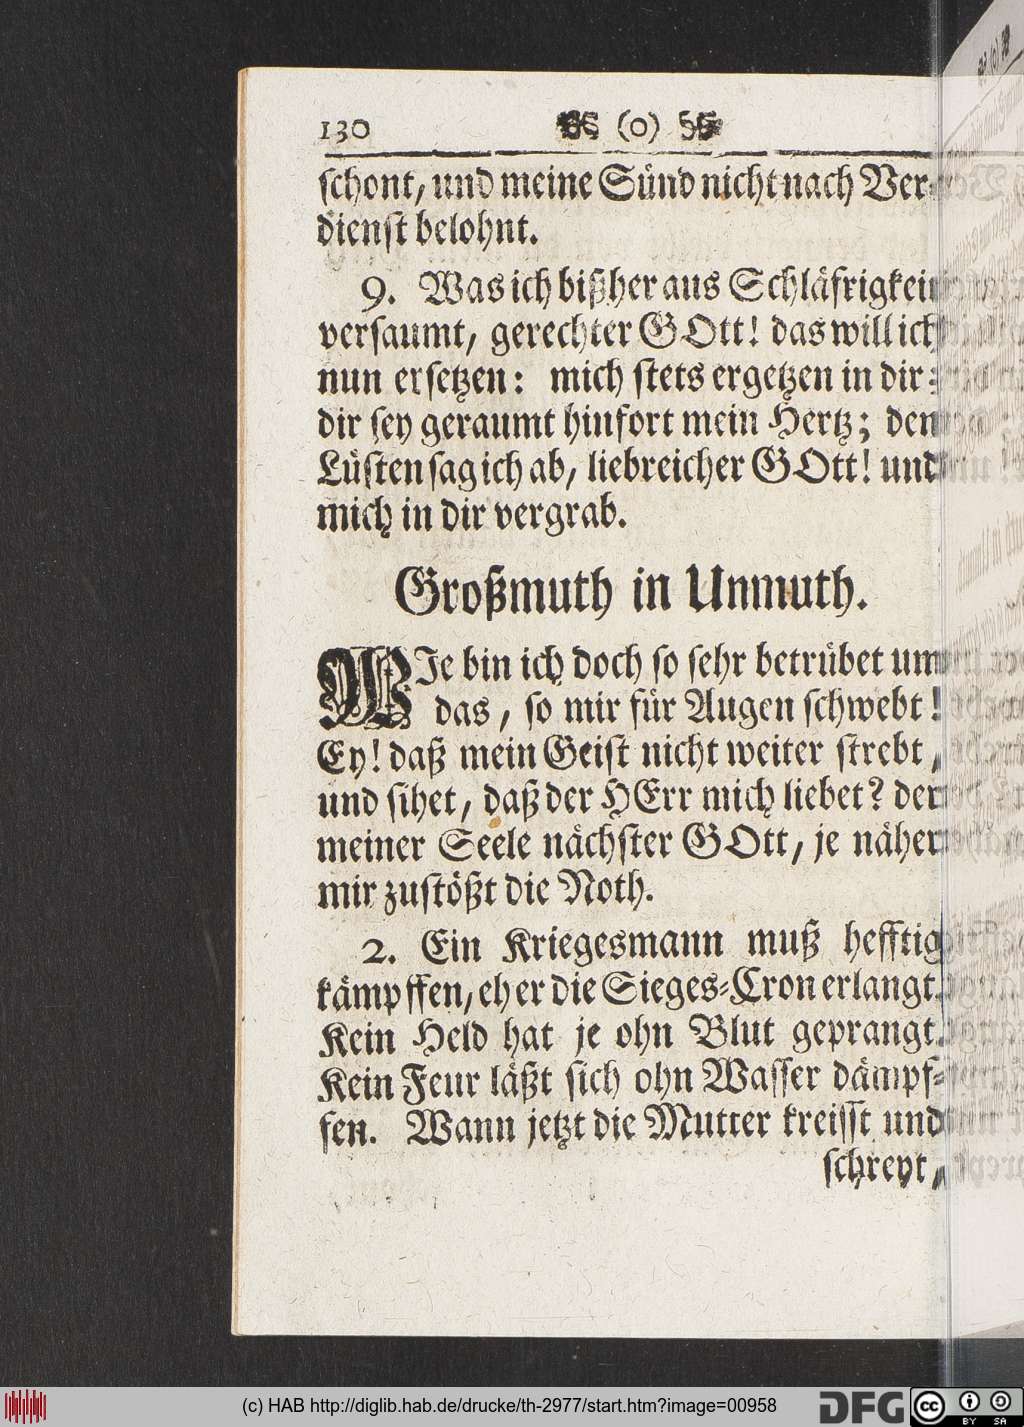 130 (0)
schont, und meine Sünd nicht nach Ver-
dienst belohnt.
9. Was ich bißher aus Schläfrigkeit
versaumt, gerechter GOtt! das will ich
nun ersetzen: mich stets ergetzen in dir:
dir sey geraumt hinfort mein Hertz; den
Lüsten sag ich ab, liebreicher GOtt! und
mich in dir vergrab.
Großmuth in Unmuth.
WIe bin ich doch so sehr betrübet um
das, so mir für Augen schwebt!
Ey! daß mein Geist nicht weiter strebt,
und sihet, daß der HErr mich liebet? der
meiner Seele nächster GOtt, je näher
mir zustößt die Noth.
2. Ein Kriegesmann muß hefftig
kämpffen, eh er die Sieges-Cron erlangt.
Kein Held hat je ohn Blut geprangt.
Kein Feur läßt sich ohn Wasser dämpf-
fen. Wann jetzt die Mutter kreisst und
schreyt,
(c) HAB http://diglib.hab.de/drucke/th-2977/start.htm?image=00958
DFG cc BY SA